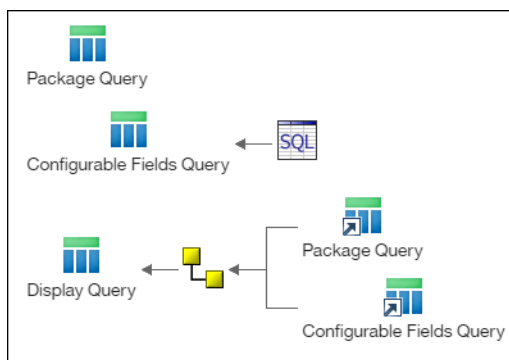 Package Query
SQL
Configurable Fields Query
Package Query
Display Query
Configurable Fields Query